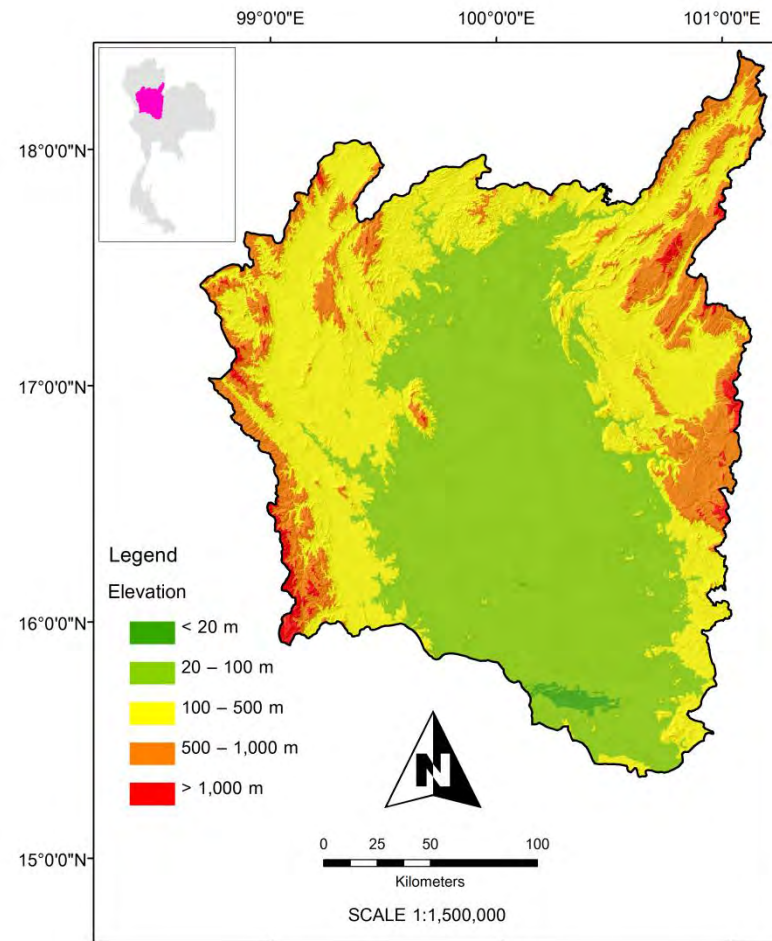 99°0'0"E 100°0'0"E 101°0'0"E
18°0'0"N
17°0'0"N
16°0'0"N
15°0'0"N
Legend
Elevation
< 20 m
20 – 100 m
100 – 500 m
500 – 1,000 m
> 1,000 m
N
0 25 50 100
Kilometers
SCALE 1:1,500,000